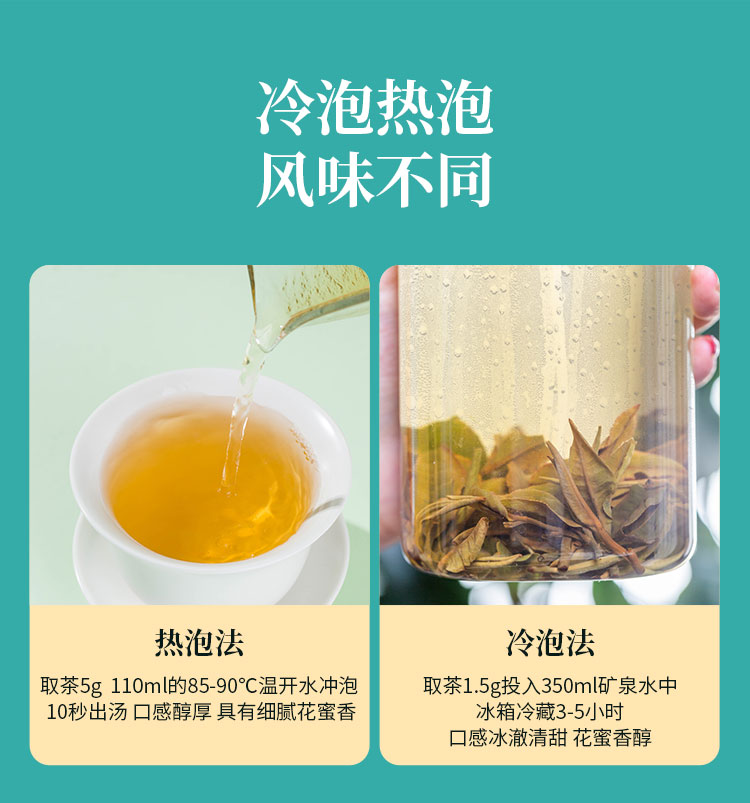 冷泡热泡
风味不同
热泡法
取茶5g 110ml的85-90℃温开水冲泡
10秒出汤 口感醇厚 具有细腻花蜜香
冷泡法
取茶1.5g投入350ml矿泉水中
冰箱冷藏3-5小时
口感冰澈清甜 花蜜香醇